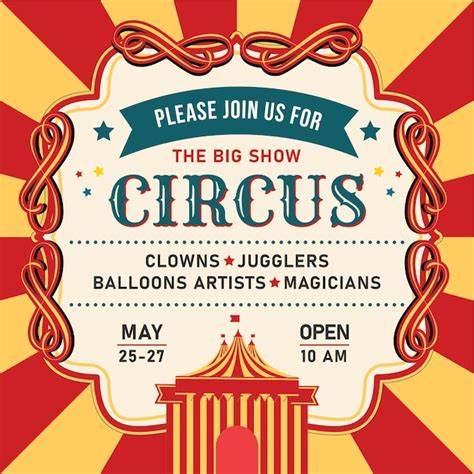 PLEASE JOIN US FOR
THE BIG SHOW
CIRCUS
CLOWNS★JUGGLERS
BALLOONS ARTISTS★MAGICIANS
MAY
25-27
OPEN
10 AM